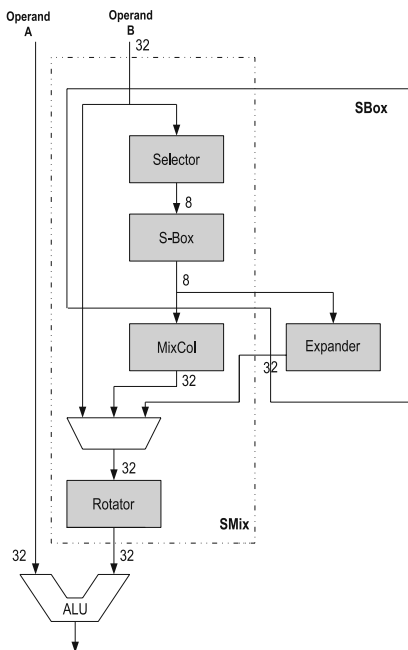 Operand
A
Operand
B
32
SBox
Selector
8
S-Box
8
MixCol
Expander
32
32
32
Rotator
SMix
32
32
ALU